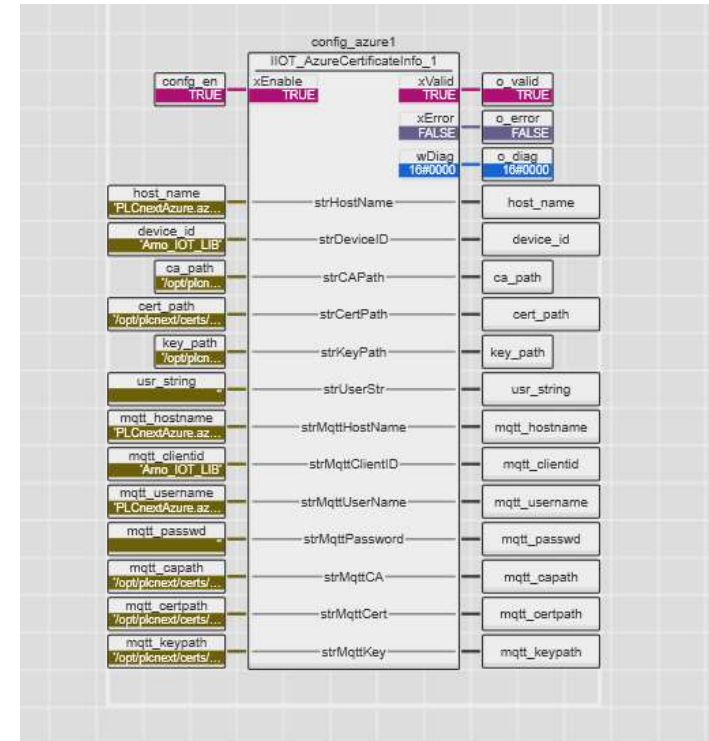 config_azure1
IIOT_AzureCertificateInfo_1
confg_en xEnable xValid o_valid
TRUE TRUE TRUE TRUE
xError o_error
FALSE FALSE
wDiag o_diag
16#0000 16#0000
host_name strHostName host_name
'PLCnextAzure.az...
device_id strDeviceID device_id
'Arno_IOT_LIB'
ca_path strCAPath ca_path
'/opt/plcn...
cert_path strCertPath cert_path
'/opt/plcnext/certs/...
key_path strKeyPath key_path
'/opt/plcn...
usr_string strUserStr usr_string
''
mqtt_hostname strMqttHostName mqtt_hostname
'PLCnextAzure.az...
mqtt_clientid strMqttClientID mqtt_clientid
'Arno_IOT_LIB'
mqtt_username strMqttUserName mqtt_username
'PLCnextAzure.az...
mqtt_passwd strMqttPassword mqtt_passwd
''
mqtt_capath strMqttCA mqtt_capath
'/opt/plcnext/certs/...
mqtt_certpath strMqttCert mqtt_certpath
'/opt/plcnext/certs/...
mqtt_keypath strMqttKey mqtt_keypath
'/opt/plcnext/certs/...